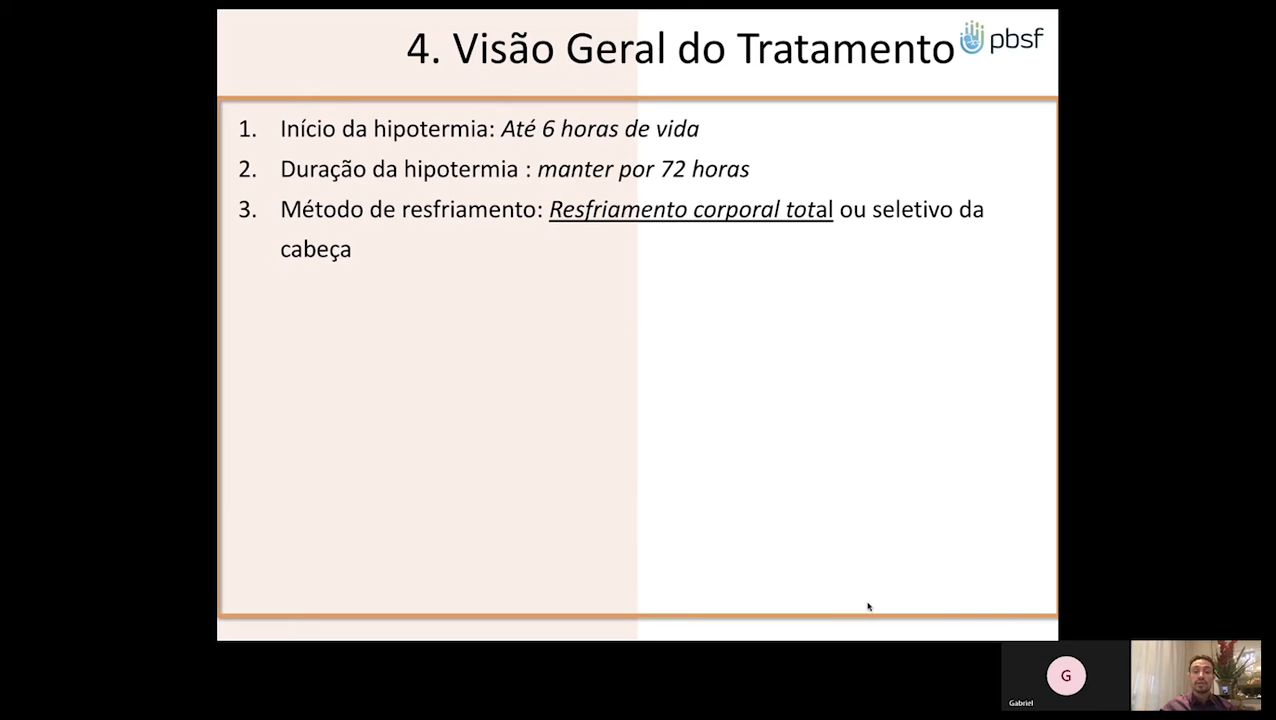 4. Visão Geral do Tratamento
pbsf
1. Início da hipotermia: Até 6 horas de vida
2. Duração da hipotermia : manter por 72 horas
3. Método de resfriamento: Resfriamento corporal total ou seletivo da
cabeça
G
Gabriel